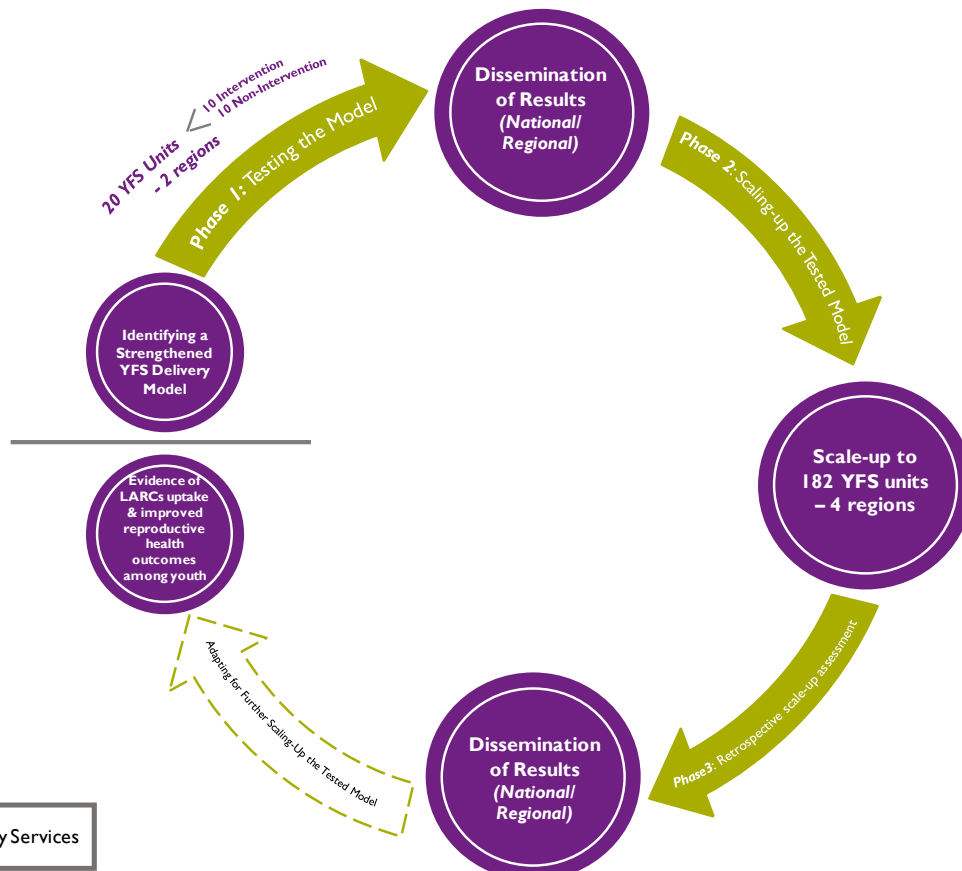 10 Intervention
10 Non-Intervention
20 YFS Units
- 2 regions
Phase 1: Testing the Model
Dissemination
of Results
(National/
Regional)
Phase 2: Scaling-up the Tested Model
Identifying a
Strengthened
YFS Delivery
Model
Scale-up to
182 YFS units
– 4 regions
Evidence of
LARCs uptake
& improved
reproductive
health
outcomes
among youth
Phase3: Retrospective scale-up assessment
Adapting for Further Scaling-Up the Tested Model
Dissemination
of Results
(National/
Regional)
y Services